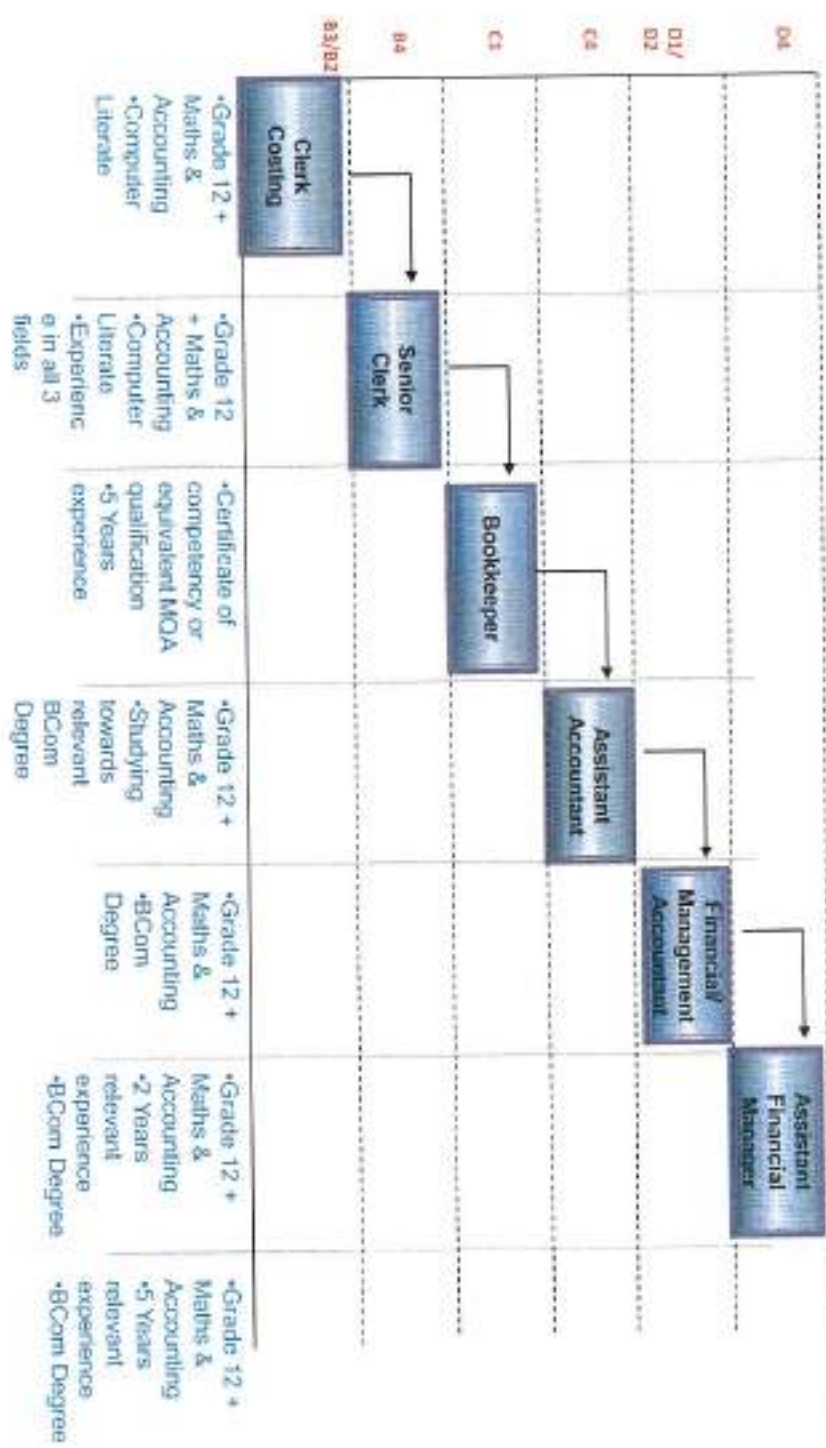 D4
D1/
D2
C4
C1
B4
B3/B2
Assistant
Financial
Manager
Financial/
Management
Accountant
Assistant
Accountant
Bookkeeper
Senior
Clerk
Clerk
Costing
•Grade 12 +
Maths &
Accounting
•Computer
Literate
•Grade 12
+ Maths &
Accounting
•Computer
Literate
•Experienc
e in all 3
fields
•Certificate of
competency or
equivalent MQA
qualification
•5 Years
experience
•Grade 12 +
Maths &
Accounting
•Studying
towards
relevant
BCom
Degree
•Grade 12 +
Maths &
Accounting
•BCom
Degree
•Grade 12 +
Maths &
Accounting
•2 Years
relevant
experience
•BCom Degree
•Grade 12 +
Maths &
Accounting
•5 Years
relevant
experience
•BCom Degree